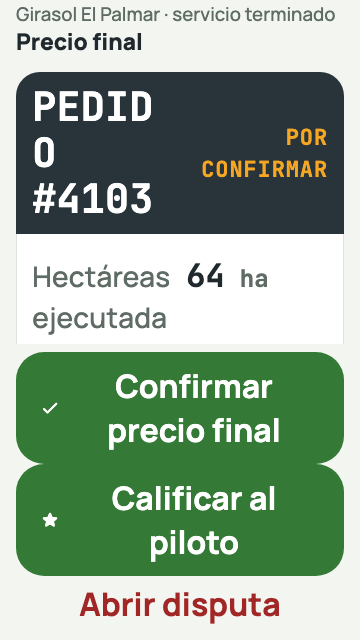 Girasol El Palmar · servicio terminado
Precio final
PEDID
O
#4103
POR
CONFIRMAR
Hectáreas 64 ha
ejecutada
Confirmar
precio final
Calificar al
piloto
Abrir disputa